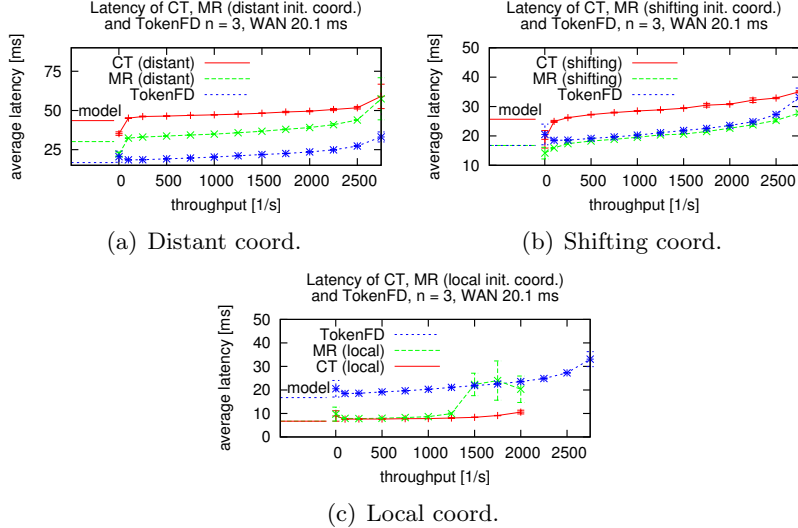 Latency of CT, MR (distant init. coord.)
and TokenFD n = 3, WAN 20.1 ms
average latency [ms]
75
50
25
model
CT (distant)
MR (distant)
TokenFD
0 500 1000 1500 2000 2500
throughput [1/s]
(a) Distant coord.
Latency of CT, MR (shifting init. coord.)
and TokenFD, n = 3, WAN 20.1 ms
average latency [ms]
50
40
30
20
10
model
CT (shifting)
MR (shifting)
TokenFD
0 500 1000 1500 2000 2500
throughput [1/s]
(b) Shifting coord.
Latency of CT, MR (local init. coord.)
and TokenFD, n = 3, WAN 20.1 ms
average latency [ms]
50
40
30
20
10
0
model
TokenFD
MR (local)
CT (local)
0 500 1000 1500 2000 2500
throughput [1/s]
(c) Local coord.